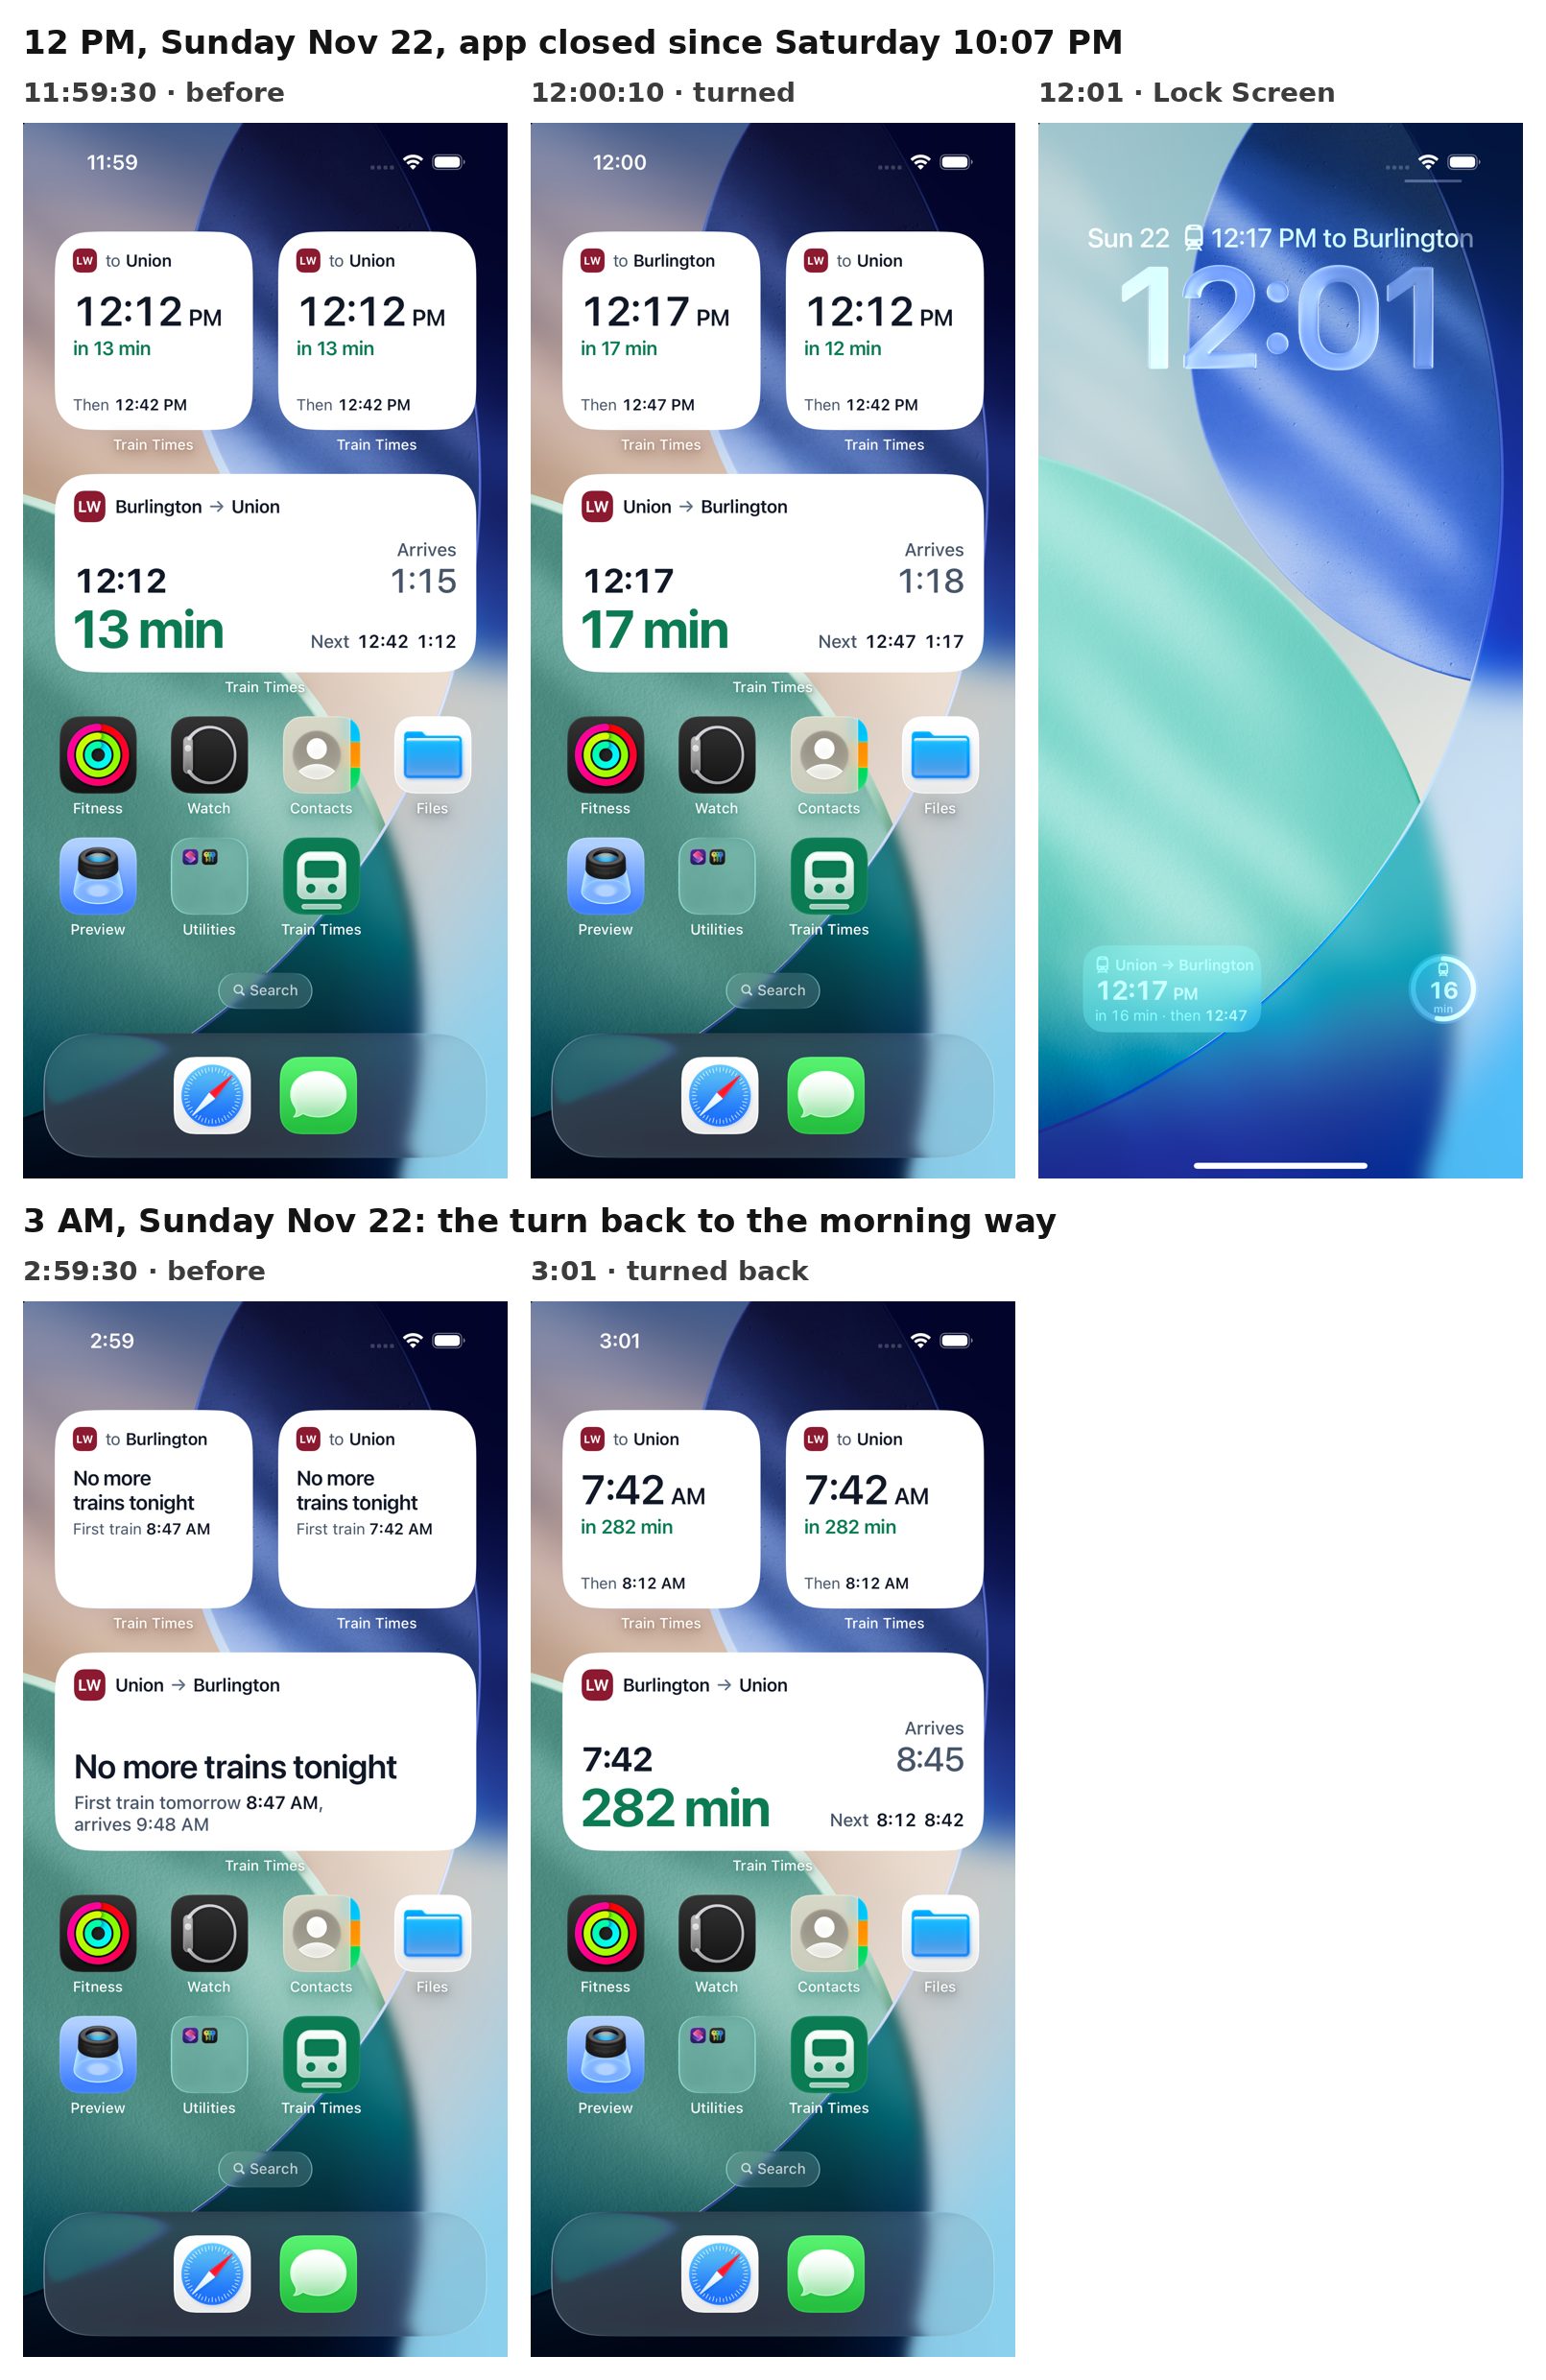 12 PM, Sunday Nov 22, app closed since Saturday 10:07 PM
11:59:30 · before
11:59
LW to Union
12:12 PM
in 13 min
Then 12:42 PM
Train Times
LW to Union
12:12 PM
in 13 min
Then 12:42 PM
Train Times
LW Burlington → Union
Arrives
12:12 1:15
13 min Next 12:42 1:12
Train Times
Fitness Watch Contacts Files
Preview Utilities Train Times
Search
12:00:10 · turned
12:00
LW to Burlington
12:17 PM
in 17 min
Then 12:47 PM
Train Times
LW to Union
12:12 PM
in 12 min
Then 12:42 PM
Train Times
LW Union → Burlington
Arrives
12:17 1:18
17 min Next 12:47 1:17
Train Times
Fitness Watch Contacts Files
Preview Utilities Train Times
Search
12:01 · Lock Screen
Sun 22 12:17 PM to Burlington
12:01
Union → Burlington
12:17 PM
in 16 min · then 12:47
16
min
3 AM, Sunday Nov 22: the turn back to the morning way
2:59:30 · before
2:59
LW to Burlington
No more
trains tonight
First train 8:47 AM
Train Times
LW to Union
No more
trains tonight
First train 7:42 AM
Train Times
LW Union → Burlington
No more trains tonight
First train tomorrow 8:47 AM,
arrives 9:48 AM
Train Times
Fitness Watch Contacts Files
Preview Utilities Train Times
Search
3:01 · turned back
3:01
LW to Union
7:42 AM
in 282 min
Then 8:12 AM
Train Times
LW to Union
7:42 AM
in 282 min
Then 8:12 AM
Train Times
LW Burlington → Union
Arrives
7:42 8:45
282 min Next 8:12 8:42
Train Times
Fitness Watch Contacts Files
Preview Utilities Train Times
Search